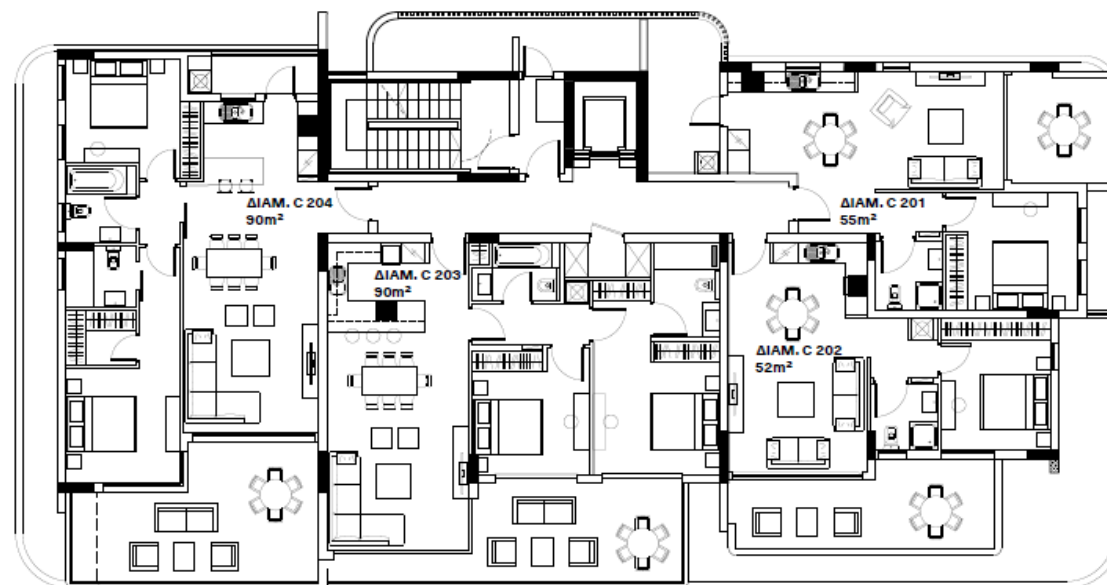 ΔΙΑΜ. C 204
90m²
ΔΙΑΜ. C 201
55m²
ΔΙΑΜ. C 203
90m²
ΔΙΑΜ. C 202
52m²